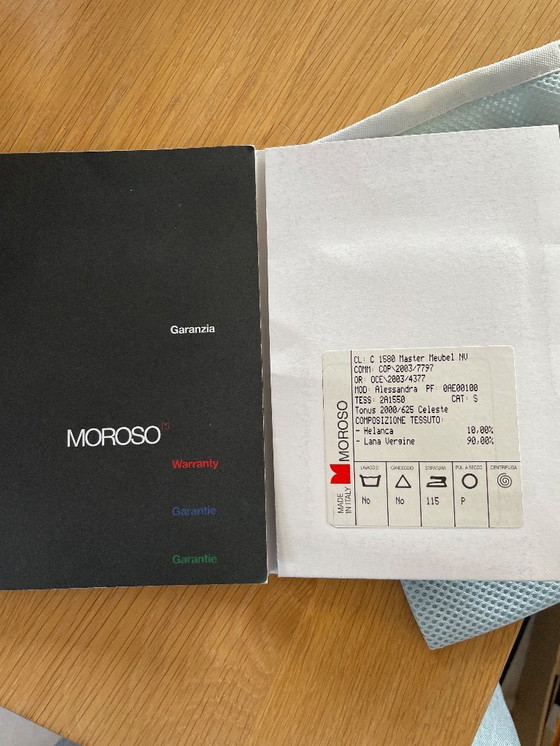 Garanzia
MOROSO
Warranty
Garantie
Garantie
CL: C 1580 Master Meubel NV
COMM: COP\2003/7797
OR: OCE\2003/4377
MOD: Alessandra PF: 0AE00100
TESS: 2A1550 CAT: S
Tonus 2000/625 Celeste
COMPOSIZIONE TESSUTO:
- Helanca 10,00%
- Lana Vergine 90,00%
MOROSO
MADE
IN ITALY
LAVAGGIO CANDEGGIO STIRATURA PUL. A SECCO CENTRIFUGA
No No 115 P